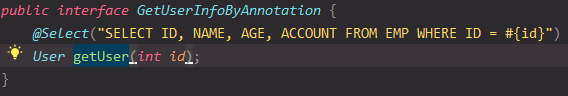 public interface GetUserInfoByAnnotation {
@Select("SELECT ID, NAME, AGE, ACCOUNT FROM EMP WHERE ID = #{id}")
User getUser(int id);
}